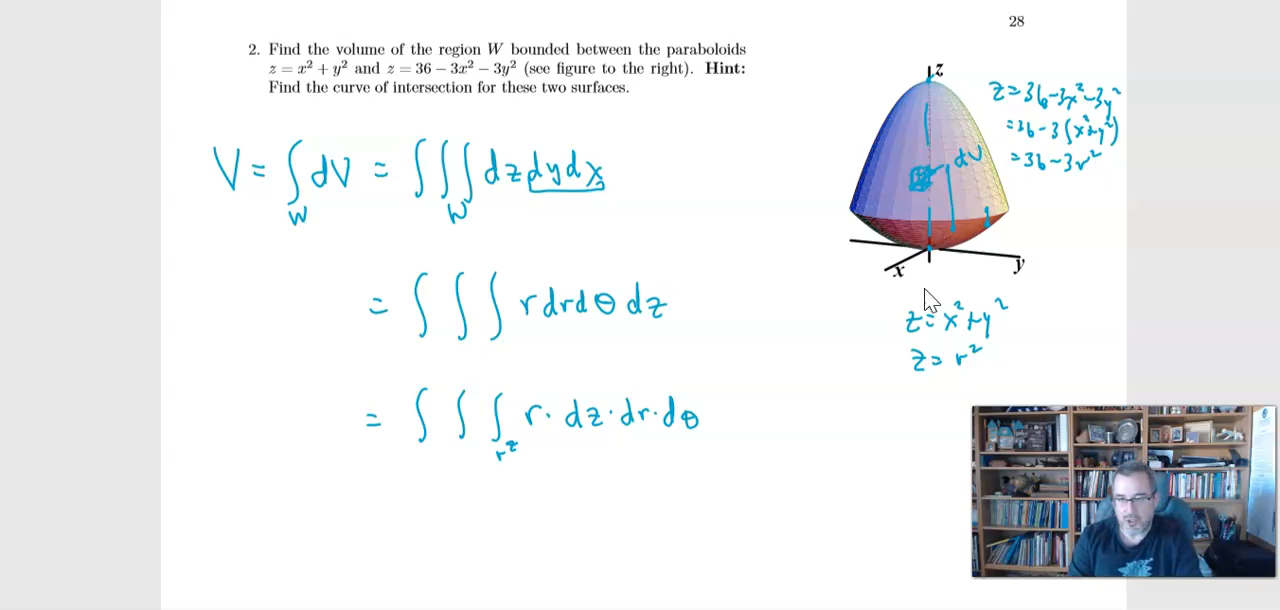 28
2. Find the volume of the region W bounded between the paraboloids
z = x² + y² and z = 36 − 3x² − 3y² (see figure to the right). Hint:
Find the curve of intersection for these two surfaces.
z
z = 36 - 3x² - 3y²
= 36 - 3(x² + y²)
= 36 - 3r²
dV
V = ∫_W dV = ∫∫∫_W dz dy dx
x
y
= ∫ ∫ ∫ r dr dθ dz
z = x² + y²
z = r²
= ∫ ∫ ∫_{r²} r · dz · dr · dθ